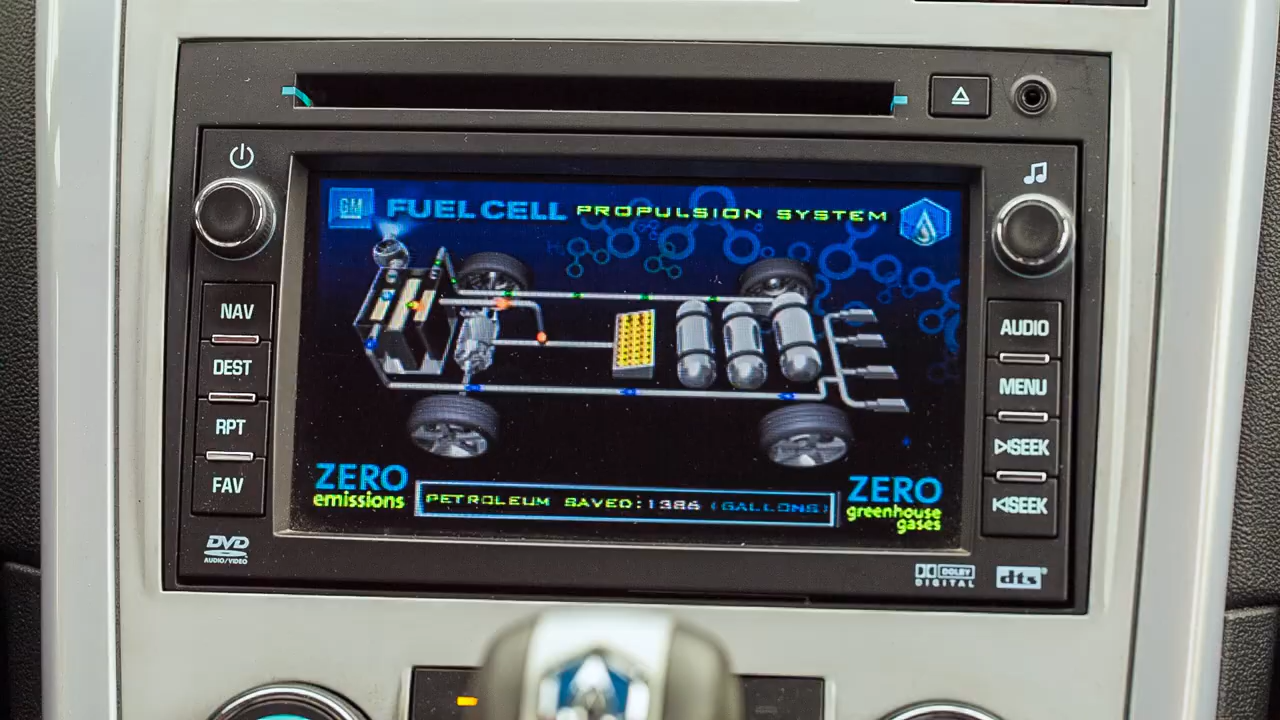 GM
FUEL CELL PROPULSION SYSTEM
NAV
DEST
RPT
FAV
AUDIO
MENU
SEEK
SEEK
ZERO
emissions
PETROLEUM SAVED:1386 (GALLONS)
ZERO
greenhouse
gases
DVD
AUDIO/VIDEO
DOLBY
DIGITAL
dts